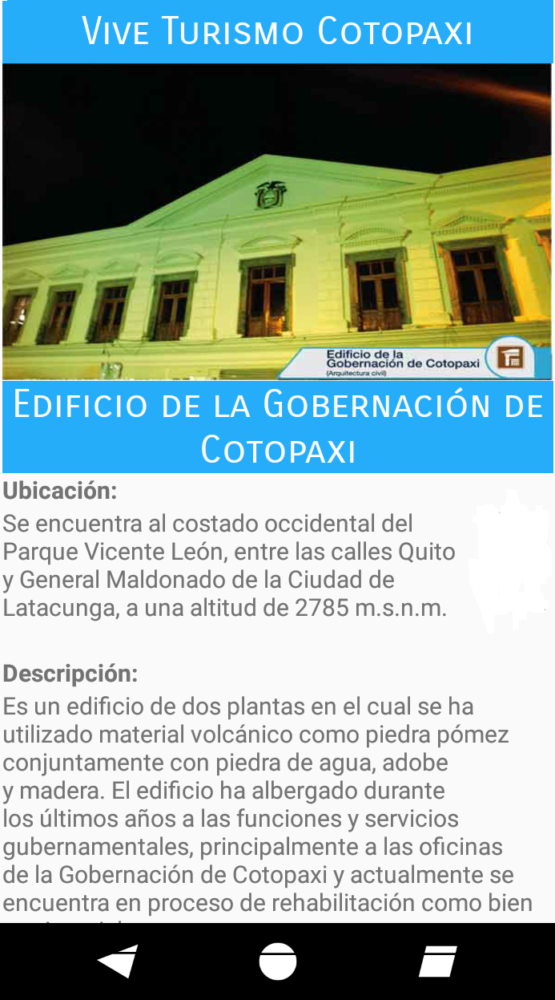 Vive Turismo Cotopaxi
Edificio de la
Gobernación de Cotopaxi
(Arquitectura civil)
Edificio de la Gobernación de
Cotopaxi
Ubicación:
Se encuentra al costado occidental del
Parque Vicente León, entre las calles Quito
y General Maldonado de la Ciudad de
Latacunga, a una altitud de 2785 m.s.n.m.
Descripción:
Es un edificio de dos plantas en el cual se ha
utilizado material volcánico como piedra pómez
conjuntamente con piedra de agua, adobe
y madera. El edificio ha albergado durante
los últimos años a las funciones y servicios
gubernamentales, principalmente a las oficinas
de la Gobernación de Cotopaxi y actualmente se
encuentra en proceso de rehabilitación como bien